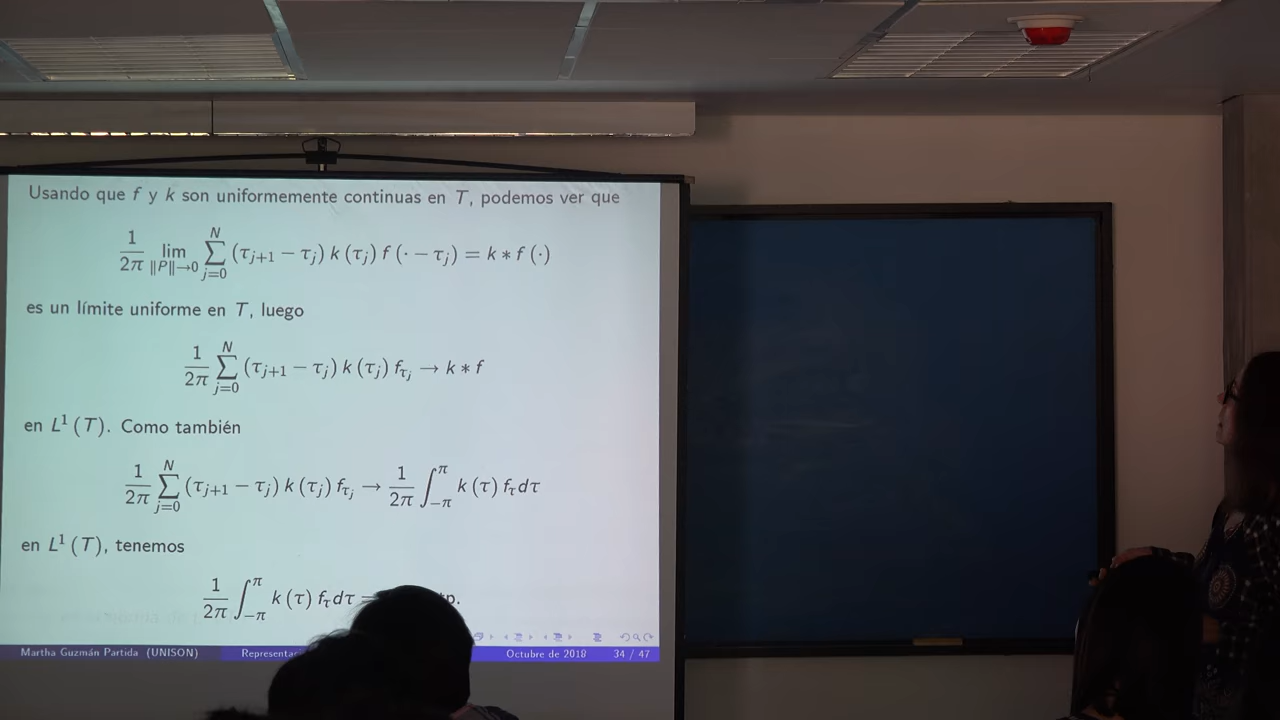 Usando que f y k son uniformemente continuas en T, podemos ver que
1/2π lim_{‖P‖→0} ∑_{j=0}^{N} (τ_{j+1} − τ_j) k (τ_j) f (· − τ_j) = k ∗ f (·)
es un límite uniforme en T, luego
1/2π ∑_{j=0}^{N} (τ_{j+1} − τ_j) k (τ_j) f_{τ_j} → k ∗ f
en L¹ (T). Como también
1/2π ∑_{j=0}^{N} (τ_{j+1} − τ_j) k (τ_j) f_{τ_j} → 1/2π ∫_{−π}^{π} k (τ) f_τ dτ
en L¹ (T), tenemos
1/2π ∫_{−π}^{π} k (τ) f_τ dτ =
Martha Guzmán Partida (UNISON) Octubre de 2018 34 / 47